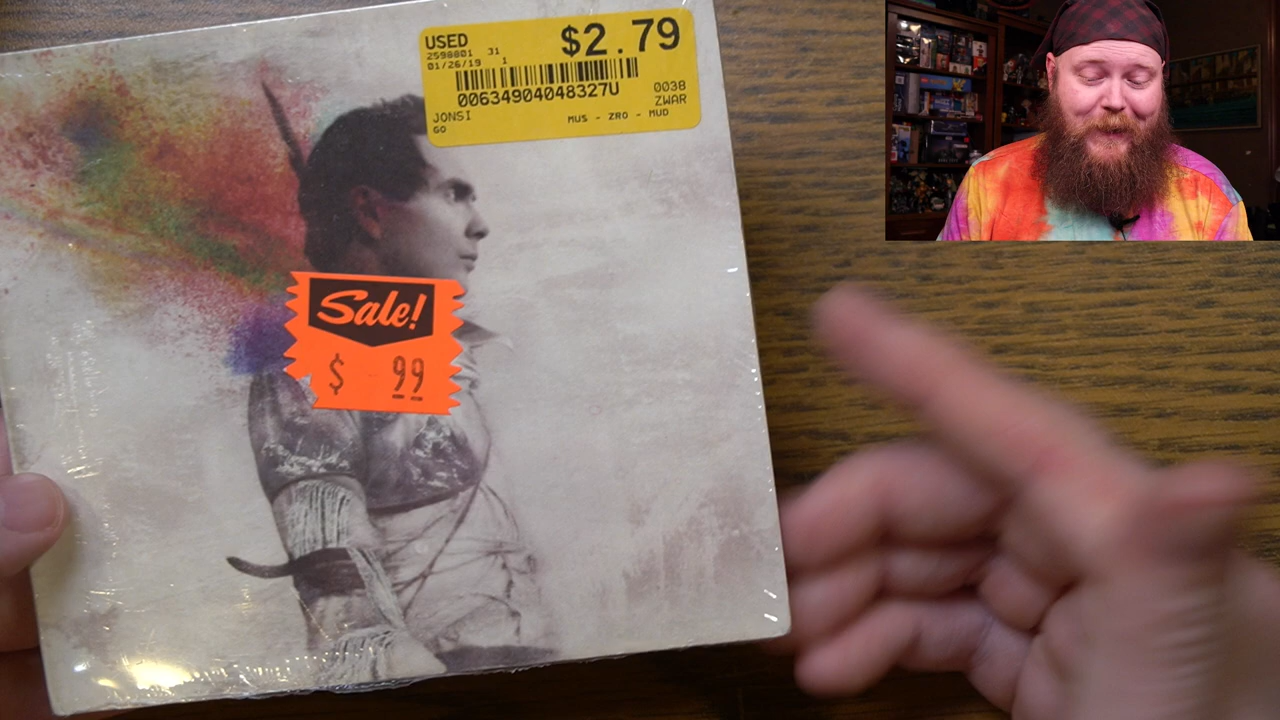 USED
$2.79
2598801 31
01/26/19 1
00634904048327U
0038
ZWAR
JONSI
GO
MUS - ZRO - MUD
Sale!
$ 99